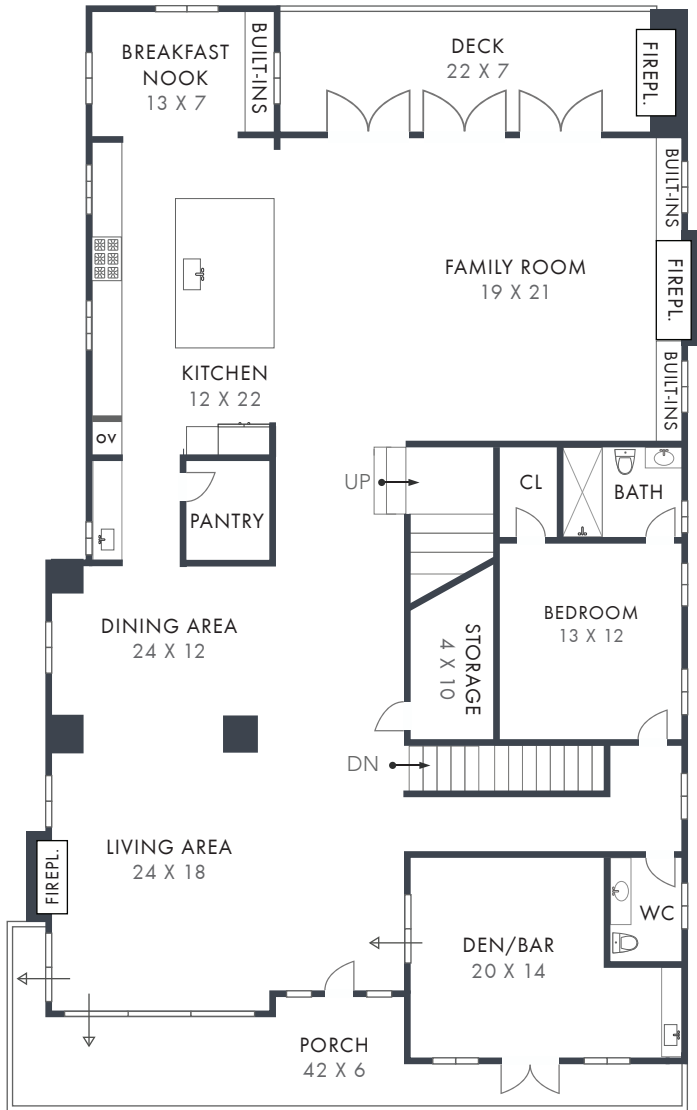 BREAKFAST
NOOK
13 X 7
BUILT-INS
DECK
22 X 7
FIREPL.
BUILT-INS
FAMILY ROOM
19 X 21
FIREPL.
BUILT-INS
KITCHEN
12 X 22
OV
PANTRY
UP
CL
BATH
BEDROOM
13 X 12
DINING AREA
24 X 12
STORAGE
4 X 10
DN
LIVING AREA
24 X 18
FIREPL.
WC
DEN/BAR
20 X 14
PORCH
42 X 6